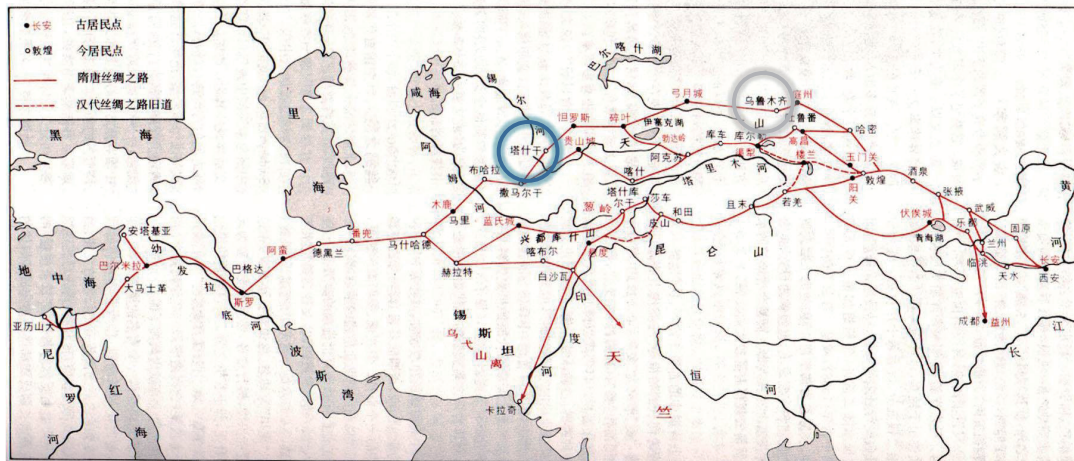 长安 古居民点
敦煌 今居民点
隋唐丝绸之路
汉代丝绸之路旧道
黑海
里海
咸海
锡尔河
阿姆河
巴尔喀什湖
弓月城
乌鲁木齐
庭州
怛罗斯
碎叶
伊塞克湖
天山
吐鲁番
哈密
塔什干
贵山城
勃达岭
库车
库尔勒
高昌
阿克苏
楼兰
玉门关
布哈拉
撒马尔干
喀什
塔里木河
敦煌
酒泉
阳关
张掖
黄河
木鹿
马里
蓝氏城
塔什库尔干
莎车
葱岭
皮山
和田
且末
若羌
伏俟城
武威
乐都
固原
青海湖
兰州
长安
临洮
天水
西安
安塔基亚
幼发拉底河
巴格达
阿蛮
德黑兰
番兜
马什哈德
兴都库什山
喀布尔
昆仑山
地中海
巴尔米拉
大马士革
斯罗
赫拉特
白沙瓦
亚历山大
尼罗河
红海
波斯湾
锡斯坦
乌弋山离
印度河
天竺
恒河
成都
益州
长江
卡拉奇